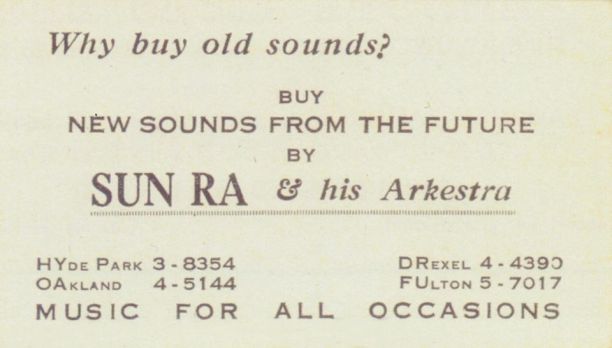 Why buy old sounds?
BUY
NEW SOUNDS FROM THE FUTURE
BY
SUN RA & his Arkestra
HYDE PARK 3-8354 DREXEL 4-4390
OAKLAND 4-5144 FULTON 5-7017
MUSIC FOR ALL OCCASIONS